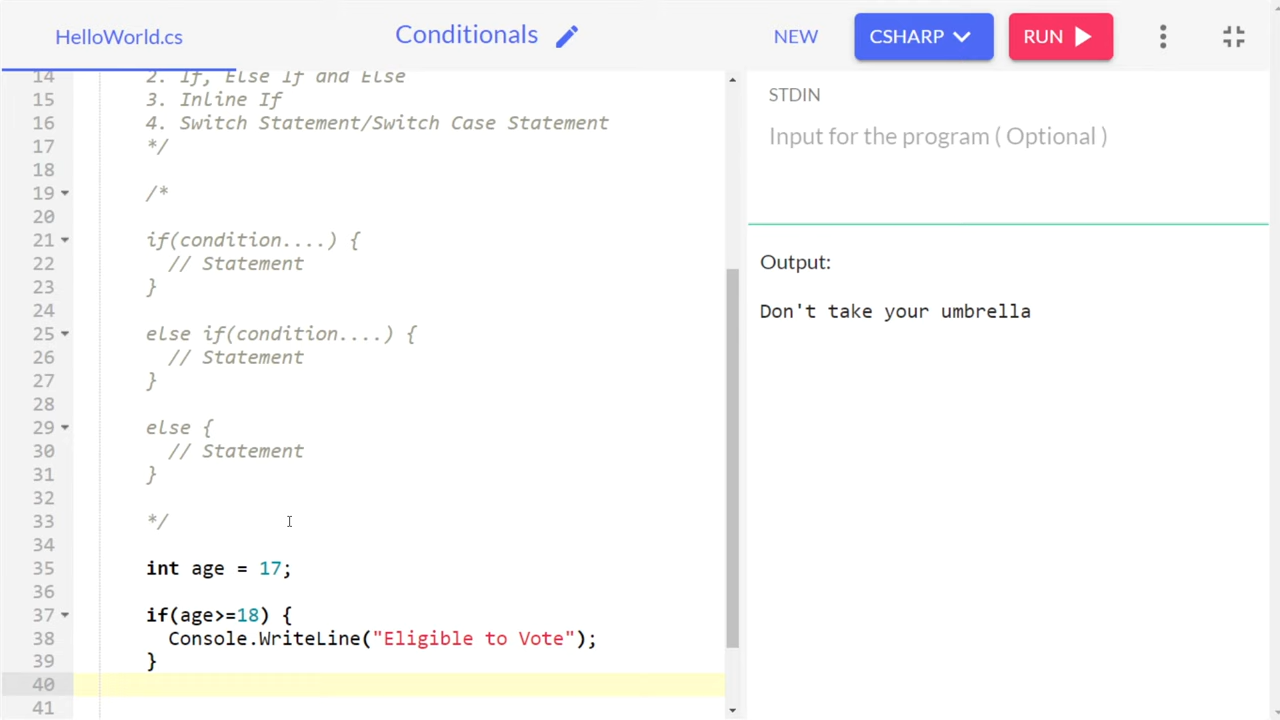 HelloWorld.cs
Conditionals
NEW
CSHARP
RUN
14 2. If, Else If and Else
15 3. Inline If
16 4. Switch Statement/Switch Case Statement
17 */
18
19 /*
20
21 if(condition....) {
22 // Statement
23 }
24
25 else if(condition....) {
26 // Statement
27 }
28
29 else {
30 // Statement
31 }
32
33 */
34
35 int age = 17;
36
37 if(age>=18) {
38 Console.WriteLine("Eligible to Vote");
39 }
40
41
STDIN
Input for the program ( Optional )
Output:
Don't take your umbrella